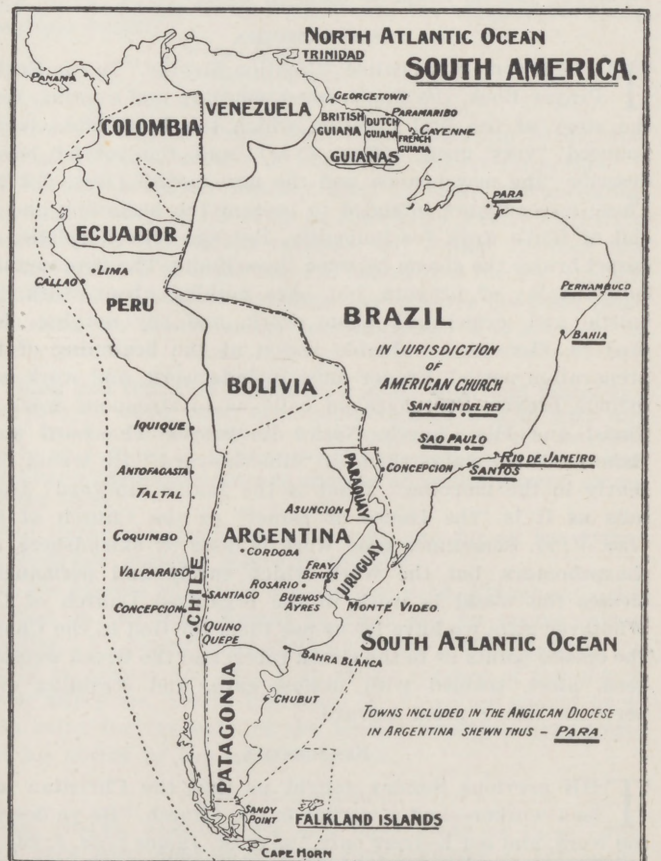 NORTH ATLANTIC OCEAN
TRINIDAD
SOUTH AMERICA.
PANAMA
COLOMBIA
VENEZUELA
GEORGETOWN
PARAMARIBO
CAYENNE
BRITISH
GUIANA
DUTCH
GUIANA
FRENCH
GUIANA
GUIANAS
PARA
ECUADOR
LIMA
CALLAO
PERU
PERNAMBUCO
BRAZIL
BAHIA
IN JURISDICTION
OF
AMERICAN CHURCH
BOLIVIA
SAN JUAN DEL REY
IQUIQUE
SAO PAULO
RIO DE JANEIRO
SANTOS
ANTOFAGASTA
TALTAL
PARAGUAY
CONCEPCION
ASUNCION
COQUIMBO
ARGENTINA
CORDOBA
VALPARAISO
CHILE
FRAY
BENTOS
URUGUAY
ROSARIO
SANTIAGO
BUENOS
AYRES
MONTE VIDEO
CONCEPCION
QUINO
QUEPE
SOUTH ATLANTIC OCEAN
BAHRA BLANCA
PATAGONIA
CHUBUT
TOWNS INCLUDED IN THE ANGLICAN DIOCESE
IN ARGENTINA SHEWN THUS – PARA.
SANDY
POINT
FALKLAND ISLANDS
CAPE HORN